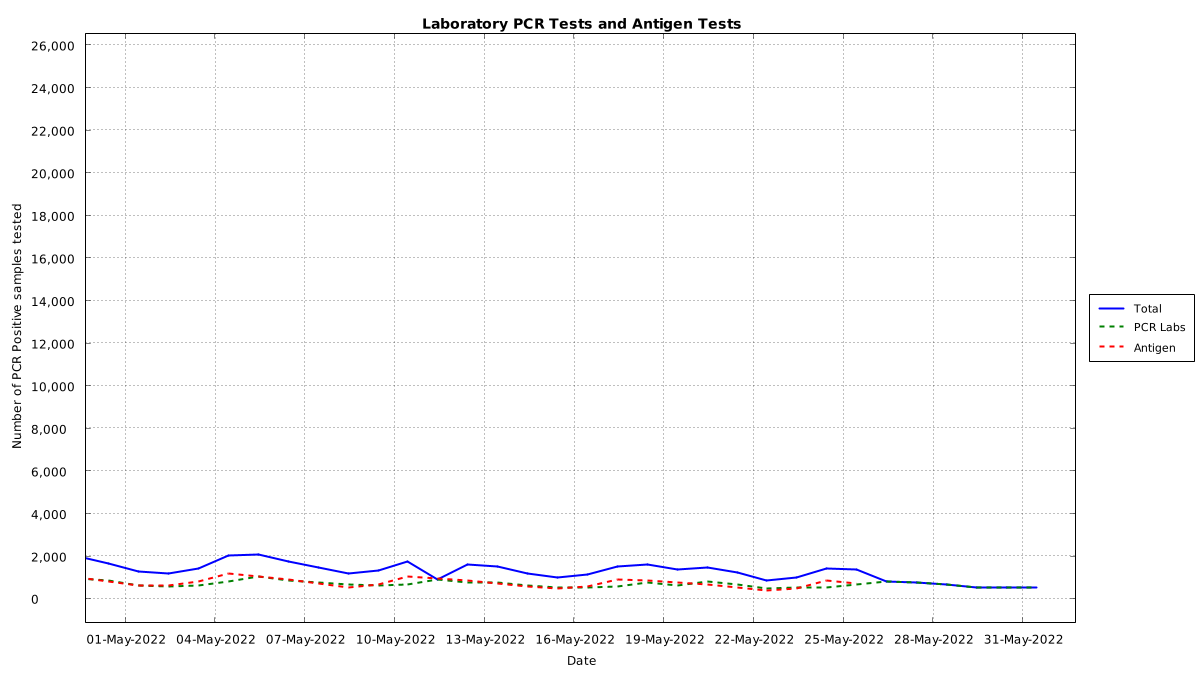 Laboratory PCR Tests and Antigen Tests
26,000
24,000
22,000
20,000
18,000
16,000
14,000
12,000
10,000
8,000
6,000
4,000
2,000
0
Number of PCR Positive samples tested
01-May-2022 04-May-2022 07-May-2022 10-May-2022 13-May-2022 16-May-2022 19-May-2022 22-May-2022 25-May-2022 28-May-2022 31-May-2022
Date
Total
PCR Labs
Antigen